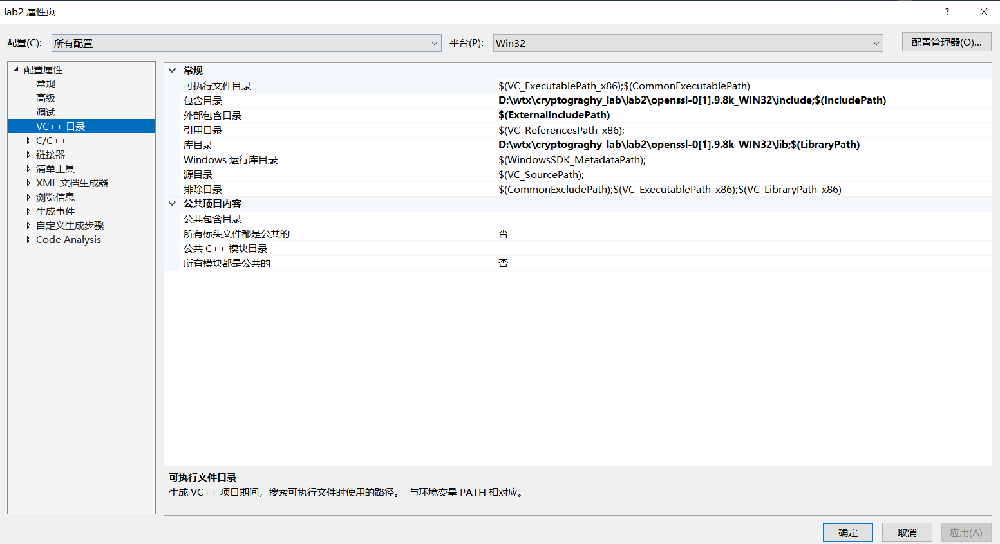 lab2 属性页
配置(C): 所有配置 平台(P): Win32 配置管理器(O)...
配置属性
常规
高级
调试
VC++ 目录
C/C++
链接器
清单工具
XML 文档生成器
浏览信息
生成事件
自定义生成步骤
Code Analysis
常规
可执行文件目录 $(VC_ExecutablePath_x86);$(CommonExecutablePath)
包含目录 D:\wtx\cryptograghy_lab\lab2\openssl-0[1].9.8k_WIN32\include;$(IncludePath)
外部包含目录 $(ExternalIncludePath)
引用目录 $(VC_ReferencesPath_x86);
库目录 D:\wtx\cryptograghy_lab\lab2\openssl-0[1].9.8k_WIN32\lib;$(LibraryPath)
Windows 运行库目录 $(WindowsSDK_MetadataPath);
源目录 $(VC_SourcePath);
排除目录 $(CommonExcludePath);$(VC_ExecutablePath_x86);$(VC_LibraryPath_x86)
公共项目内容
公共包含目录
所有标头文件都是公共的 否
公共 C++ 模块目录
所有模块都是公共的 否
可执行文件目录
生成 VC++ 项目期间，搜索可执行文件时使用的路径。 与环境变量 PATH 相对应。
确定 取消 应用(A)